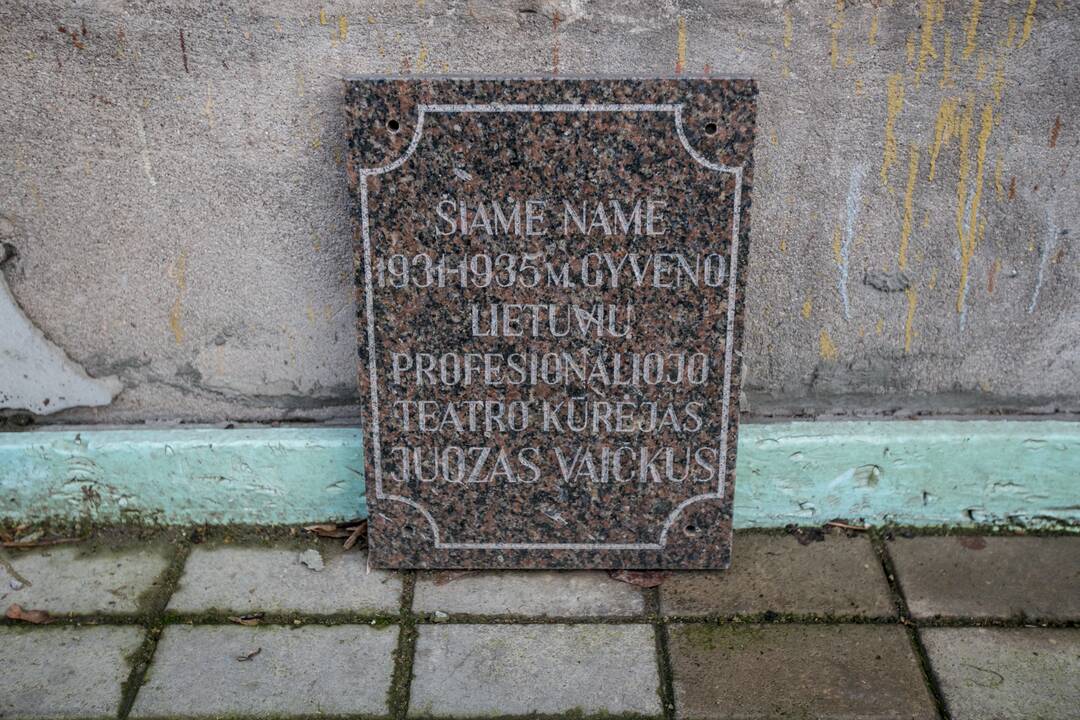 ŠIAME NAME
1931-1935 M. GYVENO
LIETUVIŲ
PROFESIONALIOJO
TEATRO KŪRĖJAS
JUOZAS VAIČKUS